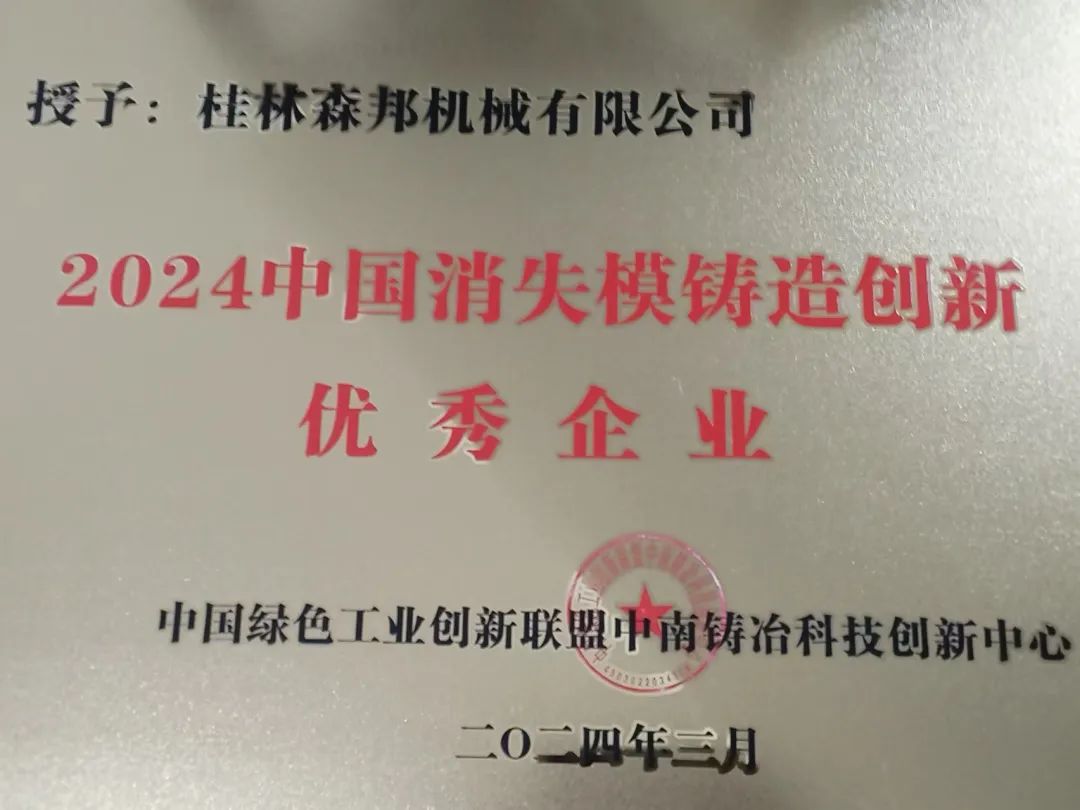 授予：桂林森邦机械有限公司
2024中国消失模铸造创新
优秀企业
中国绿色工业创新联盟中南铸冶科技创新中心
二〇二四年三月